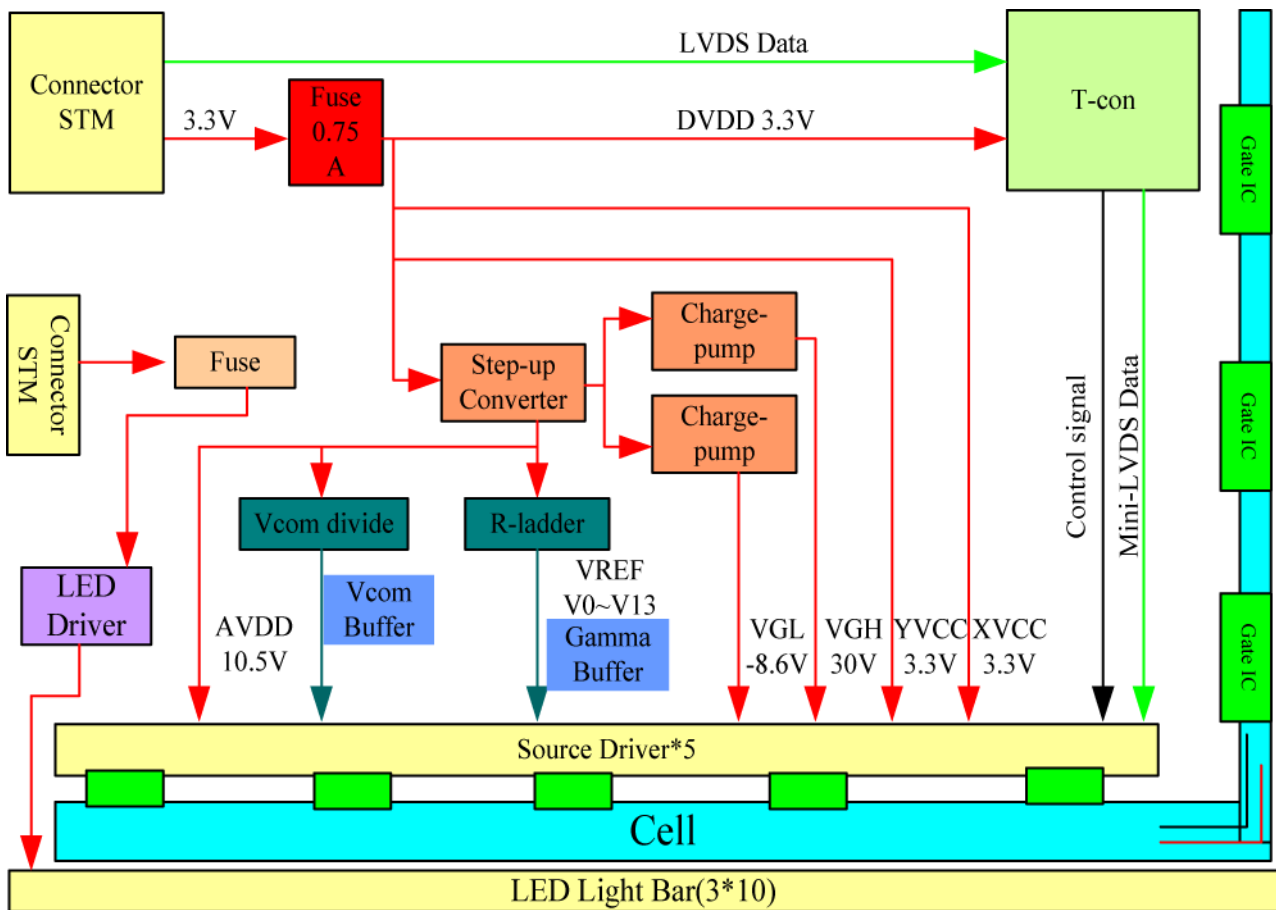 LVDS Data
Connector
STM
Fuse
0.75
A
T-con
3.3V
DVDD 3.3V
Gate IC
Connector
STM
Fuse
Step-up
Converter
Charge-
pump
Charge-
pump
Control signal
Mini-LVDS Data
Gate IC
Vcom divide
R-ladder
LED
Driver
AVDD
10.5V
Vcom
Buffer
VREF
V0~V13
Gamma
Buffer
VGL
-8.6V
VGH
30V
YVCC
3.3V
XVCC
3.3V
Gate IC
Source Driver*5
Cell
LED Light Bar(3*10)